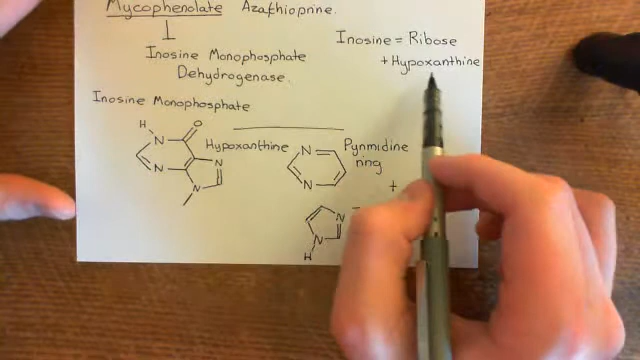 Mycophenolate Azathioprine.
Inosine Monophosphate
Dehydrogenase.
Inosine = Ribose
+ Hypoxanthine
Inosine Monophosphate
H
N
O
N
N
N
Hypoxanthine
N
N
Pyrimidine
ring
+
N
N
H